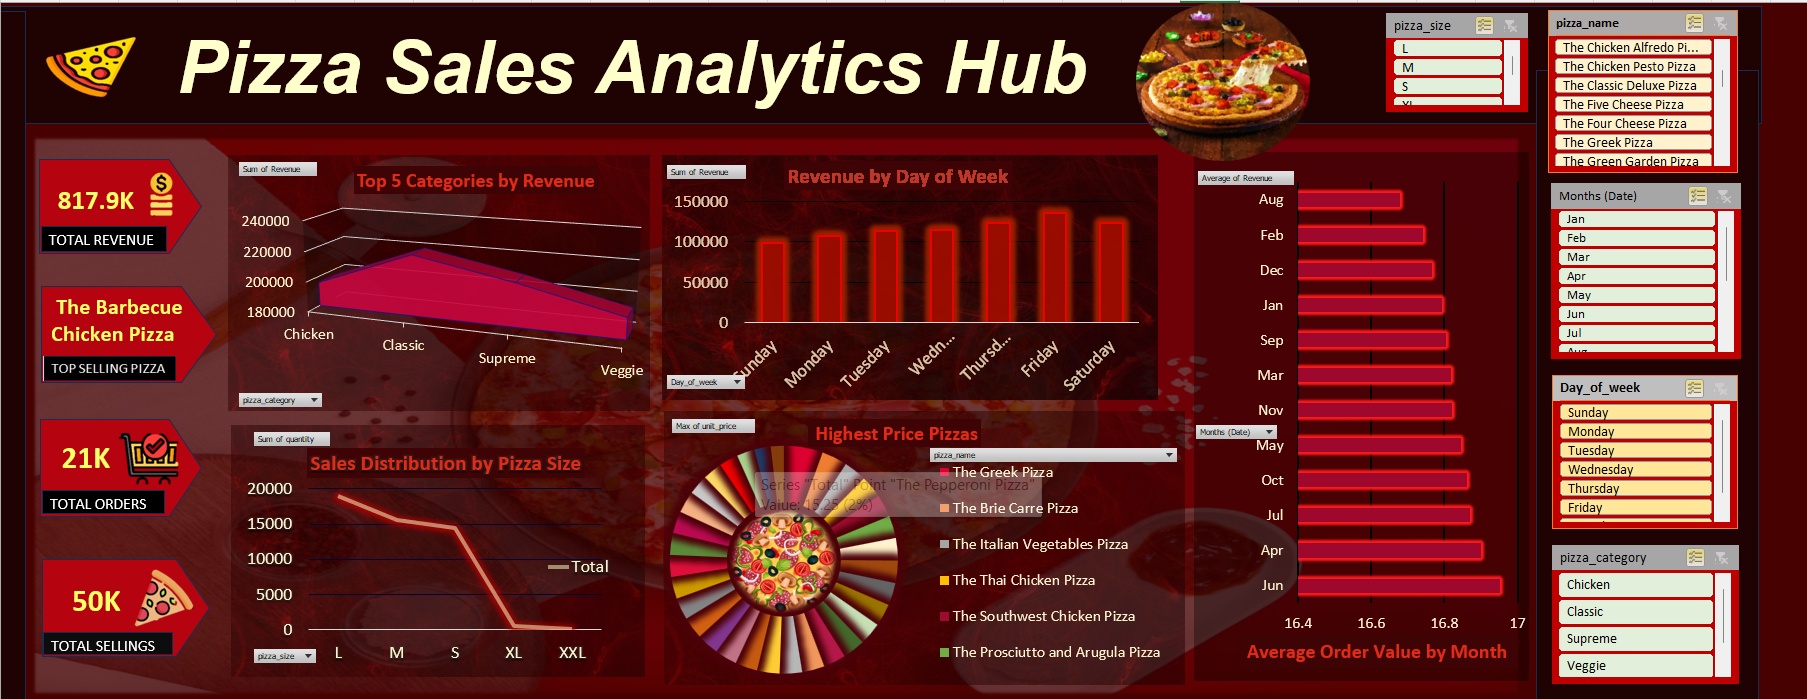 Pizza Sales Analytics Hub
pizza_size
L
M
S
XL
pizza_name
The Chicken Alfredo Pi...
The Chicken Pesto Pizza
The Classic Deluxe Pizza
The Five Cheese Pizza
The Four Cheese Pizza
The Greek Pizza
The Green Garden Pizza
Months (Date)
Jan
Feb
Mar
Apr
May
Jun
Jul
Aug
Day_of_week
Sunday
Monday
Tuesday
Wednesday
Thursday
Friday
pizza_category
Chicken
Classic
Supreme
Veggie
817.9K
TOTAL REVENUE
The Barbecue
Chicken Pizza
TOP SELLING PIZZA
21K
TOTAL ORDERS
50K
TOTAL SELLINGS
Sum of Revenue
Top 5 Categories by Revenue
240000
220000
200000
180000
Chicken
Classic
Supreme
Veggie
pizza_category
Sum of Revenue
Revenue by Day of Week
150000
100000
50000
0
Sunday
Monday
Tuesday
Wedn...
Thursd...
Friday
Saturday
Day_of_week
Sum of quantity
Sales Distribution by Pizza Size
20000
15000
10000
5000
0
Total
L
M
S
XL
XXL
pizza_size
Max of unit_price
Highest Price Pizzas
pizza_name
The Greek Pizza
Series "Total" Point "The Pepperoni Pizza"
Value: 15.25 (2%)
The Brie Carre Pizza
The Italian Vegetables Pizza
The Thai Chicken Pizza
The Southwest Chicken Pizza
The Prosciutto and Arugula Pizza
Average of Revenue
Aug
Feb
Dec
Jan
Sep
Mar
Nov
Months (Date)
May
Oct
Jul
Apr
Jun
16.4
16.6
16.8
17
Average Order Value by Month